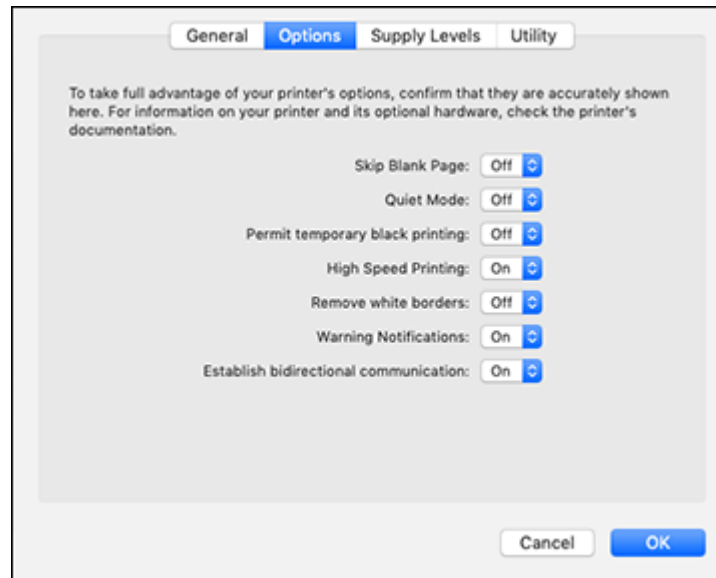 General Options Supply Levels Utility
To take full advantage of your printer's options, confirm that they are accurately shown
here. For information on your printer and its optional hardware, check the printer's
documentation.
Skip Blank Page: Off
Quiet Mode: Off
Permit temporary black printing: Off
High Speed Printing: On
Remove white borders: Off
Warning Notifications: On
Establish bidirectional communication: On
Cancel OK